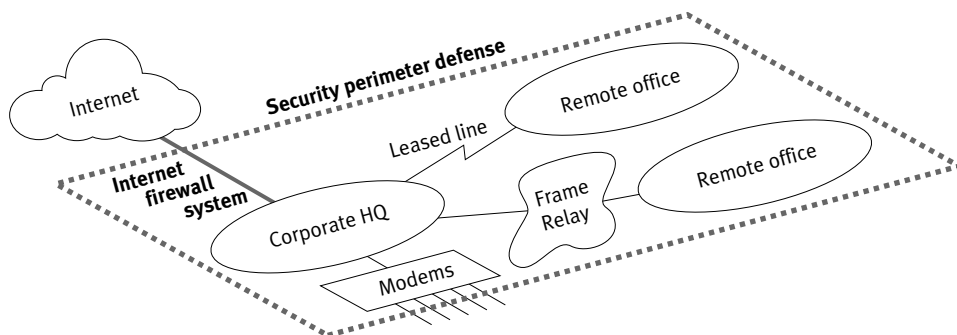 Internet
Security perimeter defense
Remote office
Leased line
Remote office
Internet
firewall
system
Frame
Relay
Corporate HQ
Modems